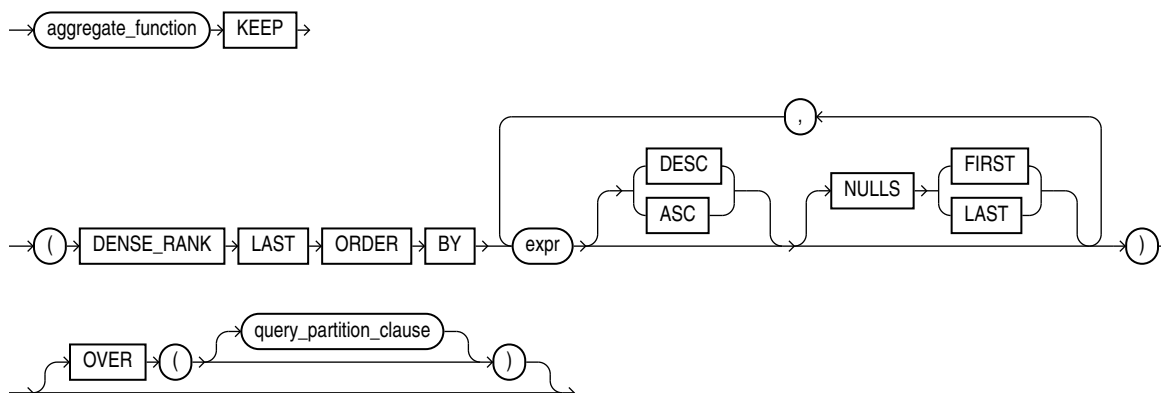 aggregate_function KEEP
,
DESC FIRST
NULLS
ASC LAST
( DENSE_RANK LAST ORDER BY expr )
query_partition_clause
OVER ( )